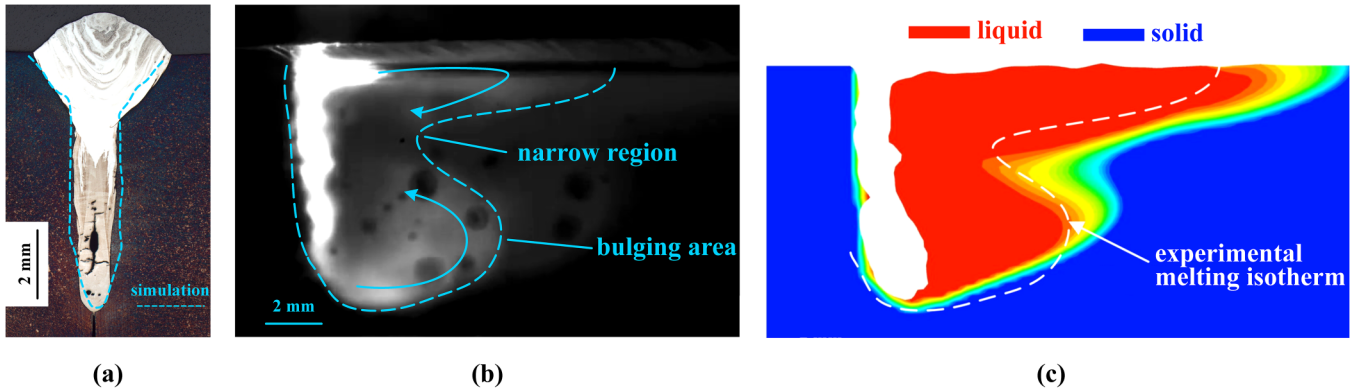 2 mm
simulation
(a)
narrow region
bulging area
2 mm
(b)
liquid
solid
experimental
melting isotherm
(c)